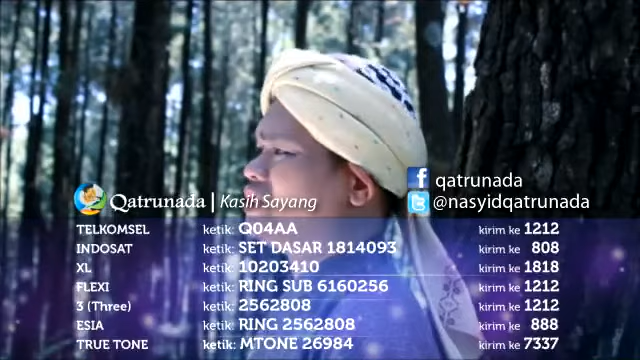 qatrunada
Qatrunada | Kasih Sayang
@nasyidqatrunada
TELKOMSEL ketik: Q04AA kirim ke 1212
INDOSAT ketik: SET DASAR 1814093 kirim ke 808
XL ketik: 10203410 kirim ke 1818
FLEXI ketik: RING SUB 6160256 kirim ke 1212
3 (Three) ketik: 2562808 kirim ke 1212
ESIA ketik: RING 2562808 kirim ke 888
TRUE TONE ketik: MTONE 26984 kirim ke 7337